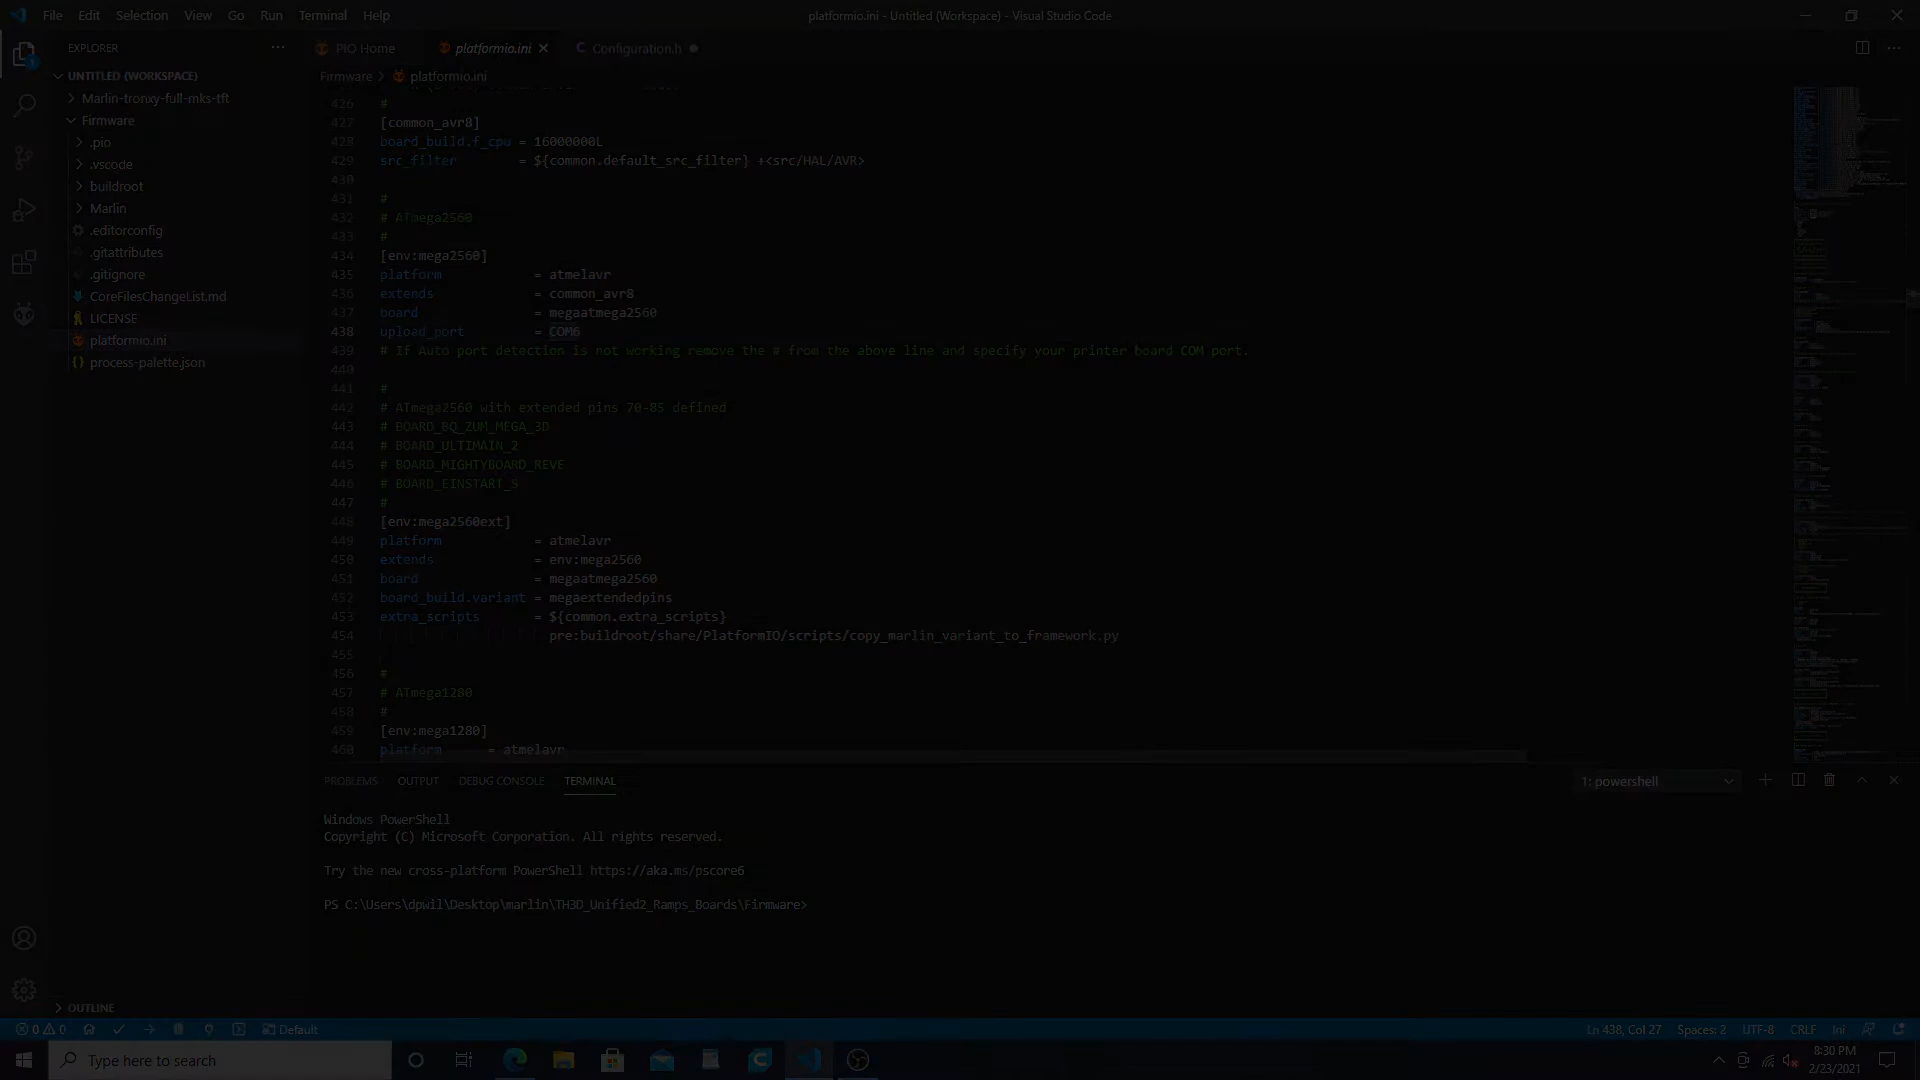 File Edit Selection View Go Run Terminal Help
platformio.ini - Untitled (Workspace) - Visual Studio Code
EXPLORER
UNTITLED (WORKSPACE)
Marlin-tronxy-full-mks-tft
Firmware
.pio
.vscode
buildroot
Marlin
.editorconfig
.gitattributes
.gitignore
CoreFilesChangeList.md
LICENSE
platformio.ini
process-palette.json
OUTLINE
PIO Home platformio.ini Configuration.h
Firmware > platformio.ini
426 #
427 [common_avr8]
428 board_build.f_cpu = 16000000L
429 src_filter = ${common.default_src_filter} +<src/HAL/AVR>
430
431 #
432 # ATmega2560
433 #
434 [env:mega2560]
435 platform = atmelavr
436 extends = common_avr8
437 board = megaatmega2560
438 upload_port = COM6
439 # If Auto port detection is not working remove the # from the above line and specify your printer board COM port.
440
441 #
442 # ATmega2560 with extended pins 70-85 defined
443 # BOARD_BQ_ZUM_MEGA_3D
444 # BOARD_ULTIMAIN_2
445 # BOARD_MIGHTYBOARD_REVE
446 # BOARD_EINSTART_S
447 #
448 [env:mega2560ext]
449 platform = atmelavr
450 extends = env:mega2560
451 board = megaatmega2560
452 board_build.variant = megaextendedpins
453 extra_scripts = ${common.extra_scripts}
454 pre:buildroot/share/PlatformIO/scripts/copy_marlin_variant_to_framework.py
455
456 #
457 # ATmega1280
458 #
459 [env:mega1280]
460 platform = atmelavr
PROBLEMS OUTPUT DEBUG CONSOLE TERMINAL
1: powershell
Windows PowerShell
Copyright (C) Microsoft Corporation. All rights reserved.
Try the new cross-platform PowerShell https://aka.ms/pscore6
PS C:\Users\dpwil\Desktop\marlin\TH3D_Unified2_Ramps_Boards\Firmware>
0 0 Default
Ln 438, Col 27 Spaces: 2 UTF-8 CRLF Ini
Type here to search
8:30 PM
2/23/2021